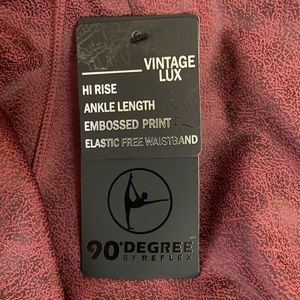 VINTAGE
LUX
HI RISE
ANKLE LENGTH
EMBOSSED PRINT
ELASTIC FREE WAISTBAND
90°DEGREE
BY REFLEX